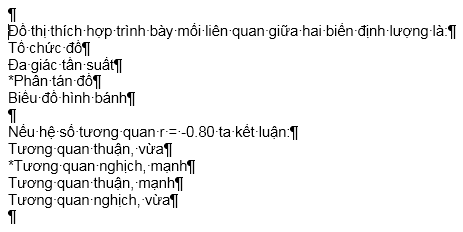 ¶
Đồ·thị·thích·hợp·trình·bày·mối·liên·quan·giữa·hai·biến·định·lượng·là:¶
Tổ·chức·đồ¶
Đa·giác·tần·suất¶
*Phân·tán·đồ¶
Biểu·đồ·hình·bánh¶
¶
Nếu·hệ·số·tương·quan·r·=·-0.80·ta·kết·luận:¶
Tương·quan·thuận,·vừa¶
*Tương·quan·nghịch,·mạnh¶
Tương·quan·thuận,·mạnh¶
Tương·quan·nghịch,·vừa¶
¶